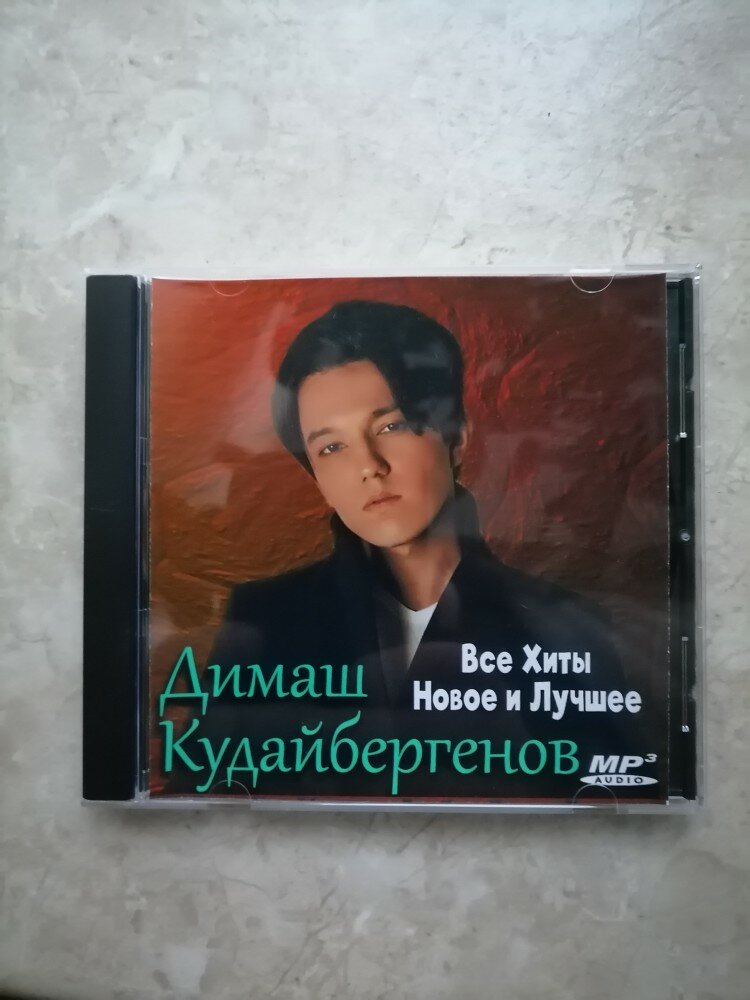 Все Хиты
Новое и Лучшее
Димаш
Кудайбергенов
MP3
AUDIO